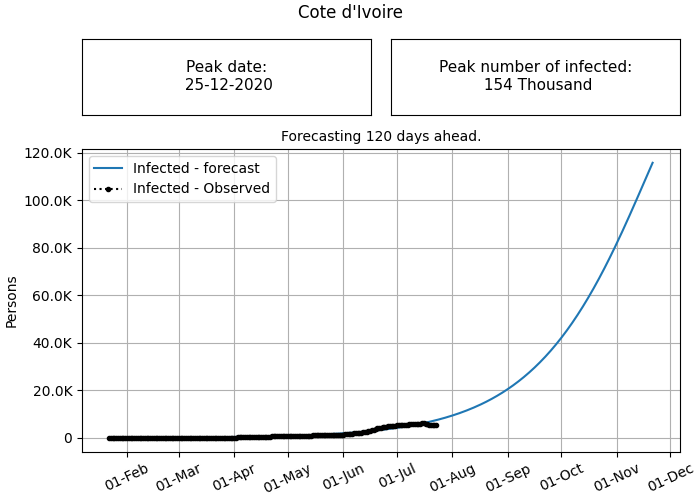 Cote d'Ivoire
Peak date:
25-12-2020
Peak number of infected:
154 Thousand
Forecasting 120 days ahead.
Infected - forecast
Infected - Observed
Persons
120.0K
100.0K
80.0K
60.0K
40.0K
20.0K
0
01-Feb
01-Mar
01-Apr
01-May
01-Jun
01-Jul
01-Aug
01-Sep
01-Oct
01-Nov
01-Dec